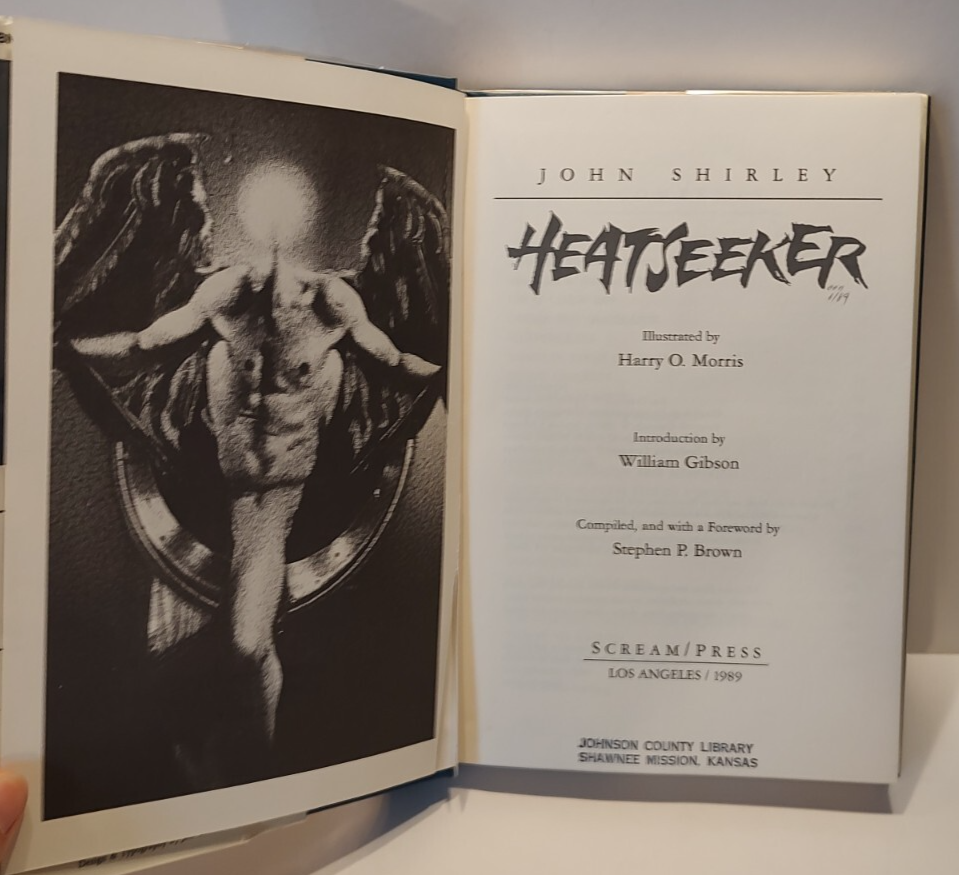 JOHN SHIRLEY
HEATSEEKER
Illustrated by
Harry O. Morris
Introduction by
William Gibson
Compiled, and with a Foreword by
Stephen P. Brown
SCREAM/PRESS
LOS ANGELES / 1989
JOHNSON COUNTY LIBRARY
SHAWNEE MISSION, KANSAS